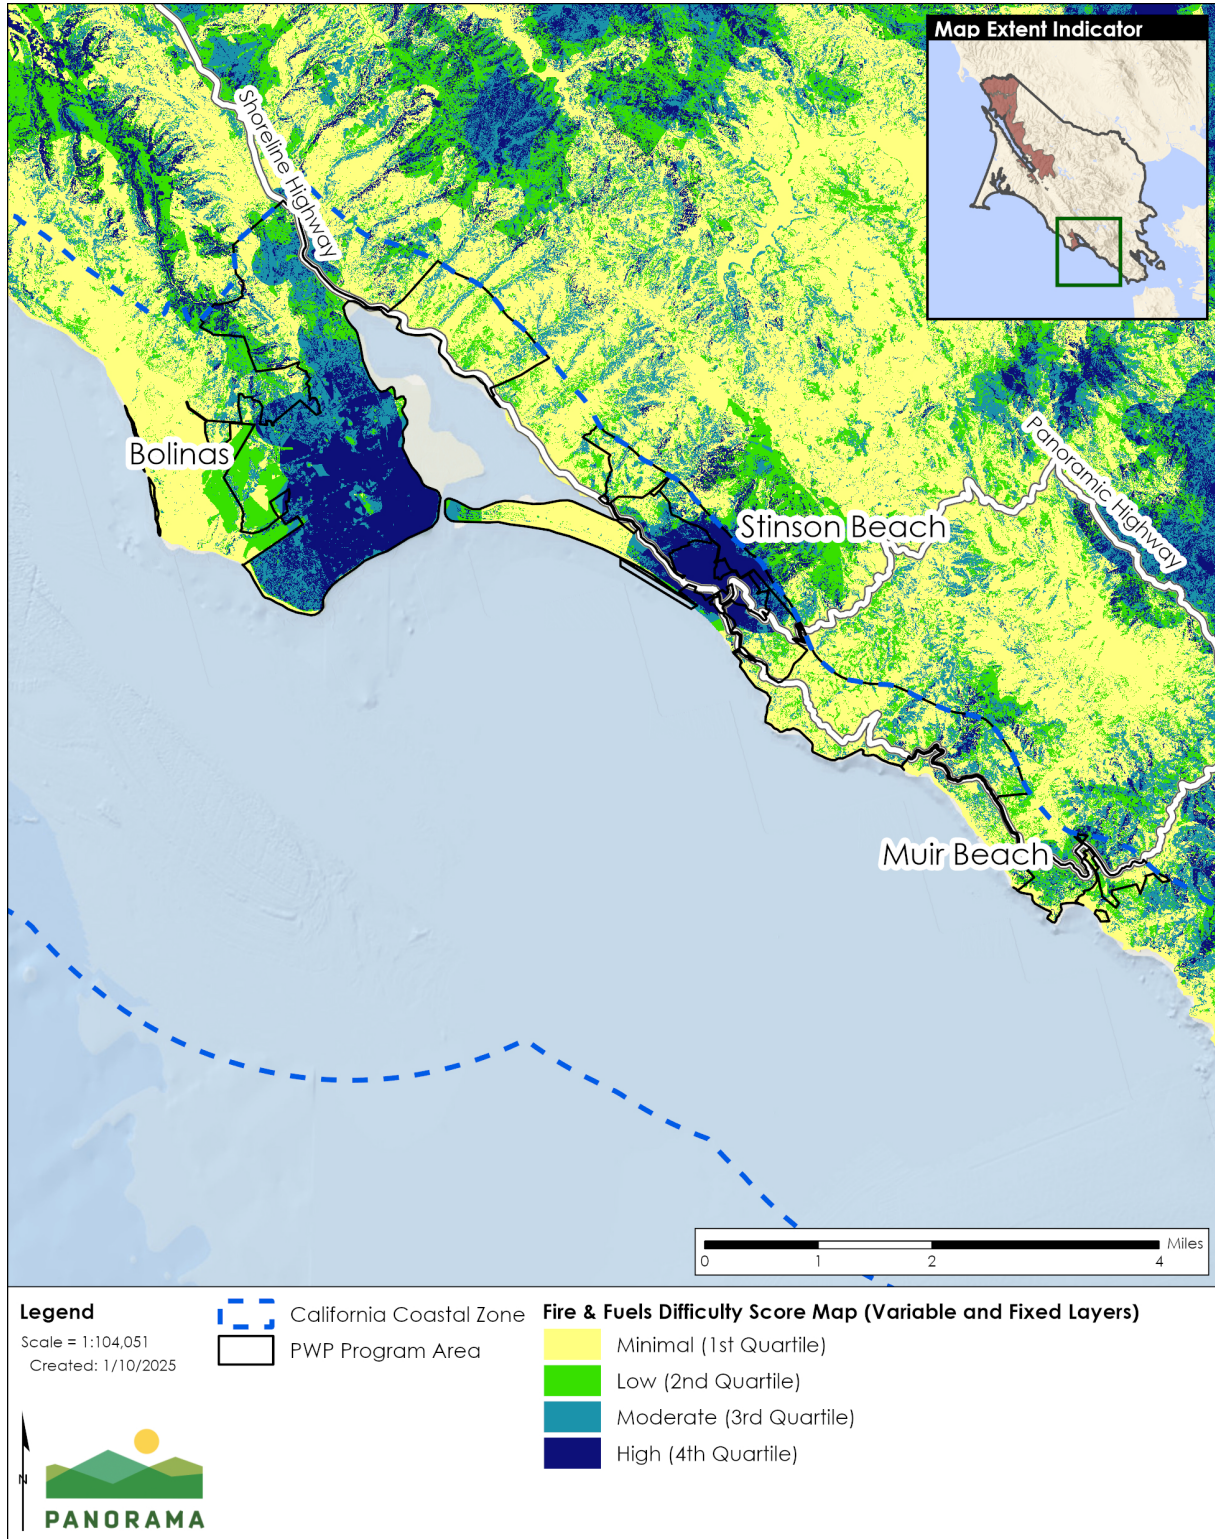 Map Extent Indicator
Shoreline Highway
Bolinas
Panoramic Highway
Stinson Beach
Muir Beach
Miles
0 1 2 4
Legend
Scale = 1:104,051
Created: 1/10/2025
California Coastal Zone
PWP Program Area
Fire & Fuels Difficulty Score Map (Variable and Fixed Layers)
Minimal (1st Quartile)
Low (2nd Quartile)
Moderate (3rd Quartile)
High (4th Quartile)
N
PANORAMA